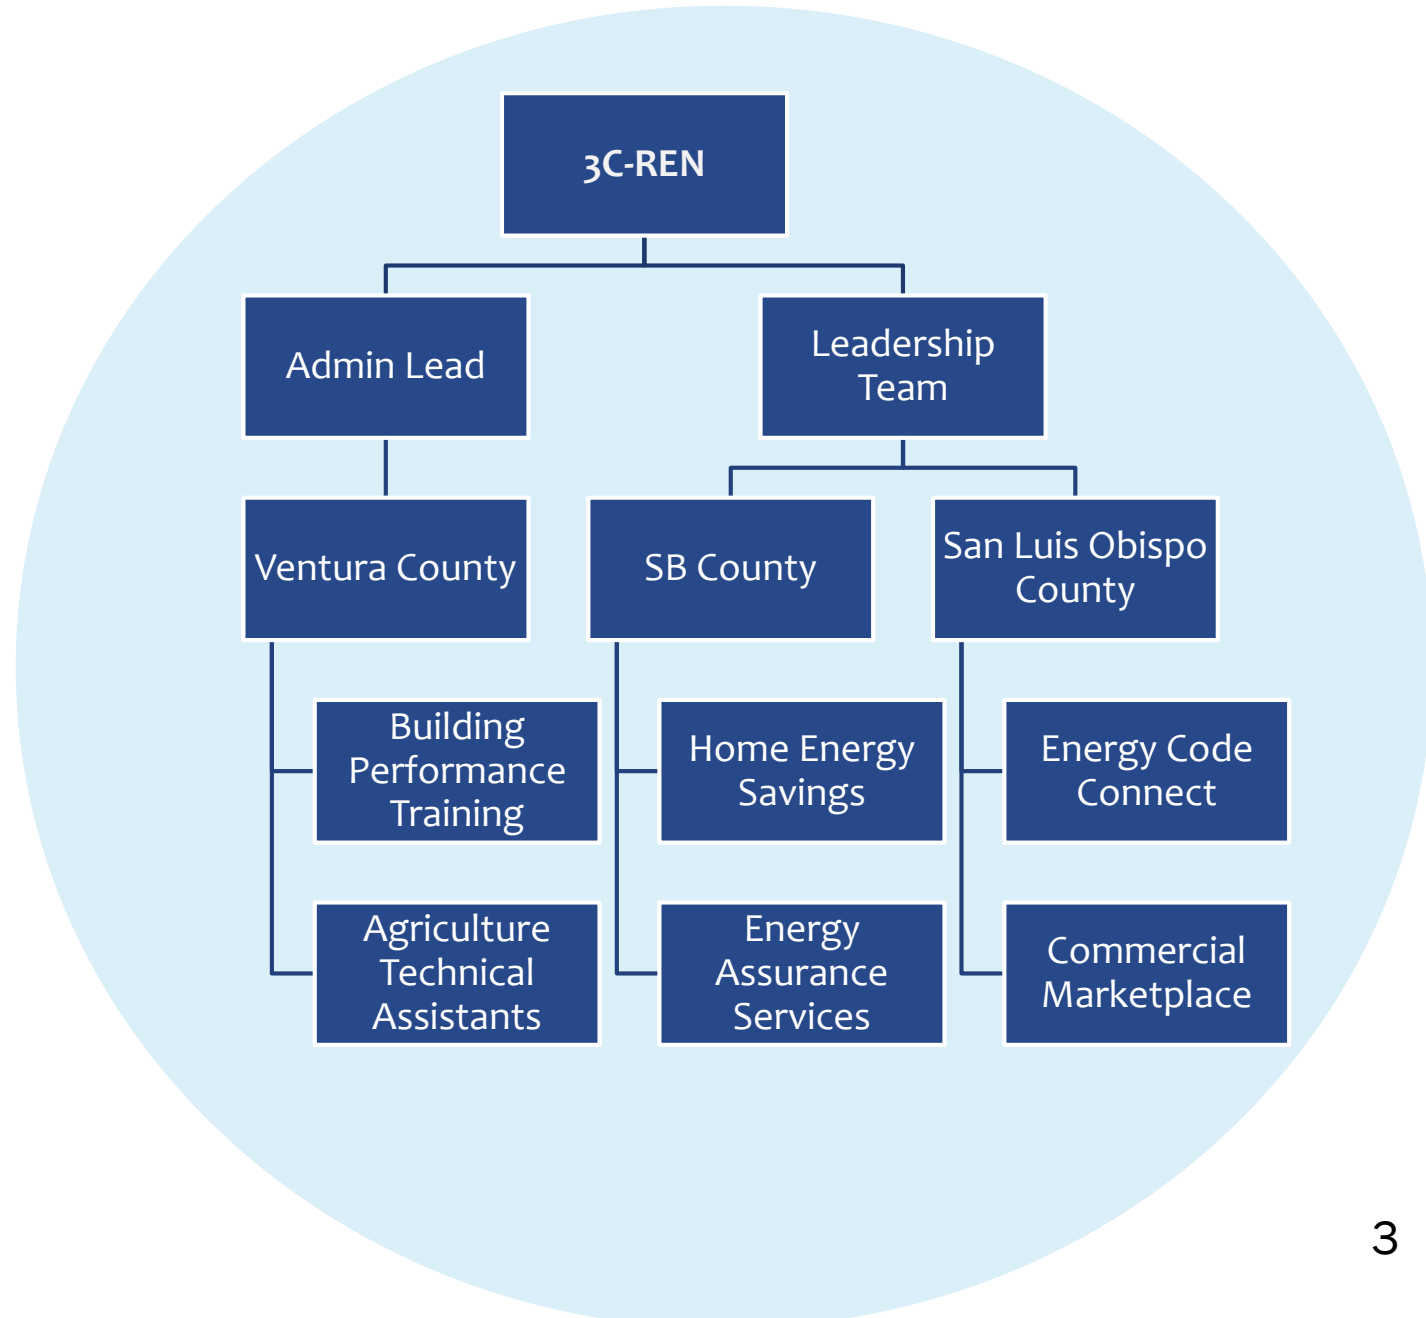 3C-REN
Admin Lead
Leadership
Team
Ventura County
SB County
San Luis Obispo
County
Building
Performance
Training
Home Energy
Savings
Energy Code
Connect
Agriculture
Technical
Assistants
Energy
Assurance
Services
Commercial
Marketplace
3